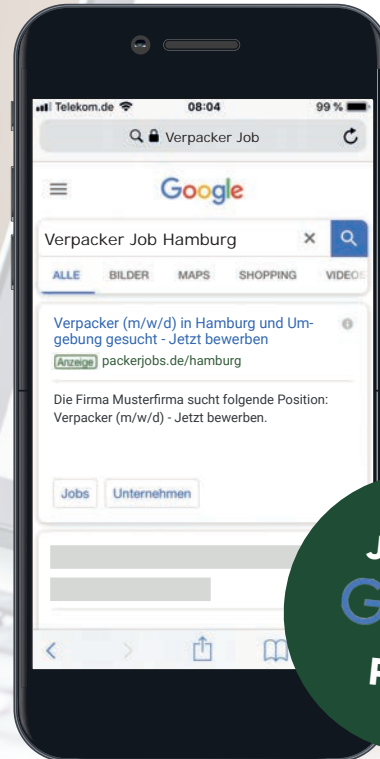 Telekom.de 08:04 99 %
Verpacker Job
Google
Verpacker Job Hamburg ×
ALLE BILDER MAPS SHOPPING VIDEOS
Verpacker (m/w/d) in Hamburg und Um-
gebung gesucht - Jetzt bewerben
Anzeige packerjobs.de/hamburg
Die Firma Musterfirma sucht folgende Position:
Verpacker (m/w/d) - Jetzt bewerben.
Jobs Unternehmen